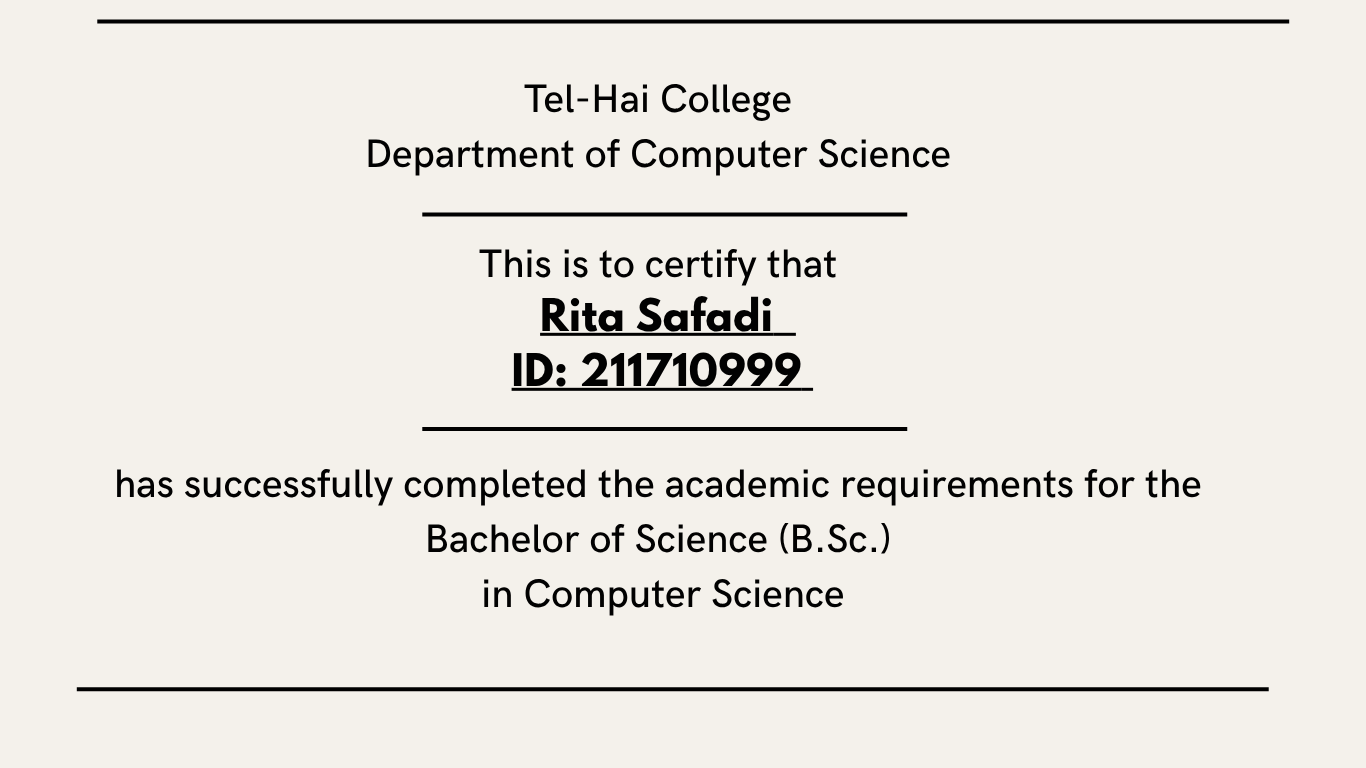 Tel-Hai College
Department of Computer Science
This is to certify that
Rita Safadi
ID: 211710999
has successfully completed the academic requirements for the
Bachelor of Science (B.Sc.)
in Computer Science